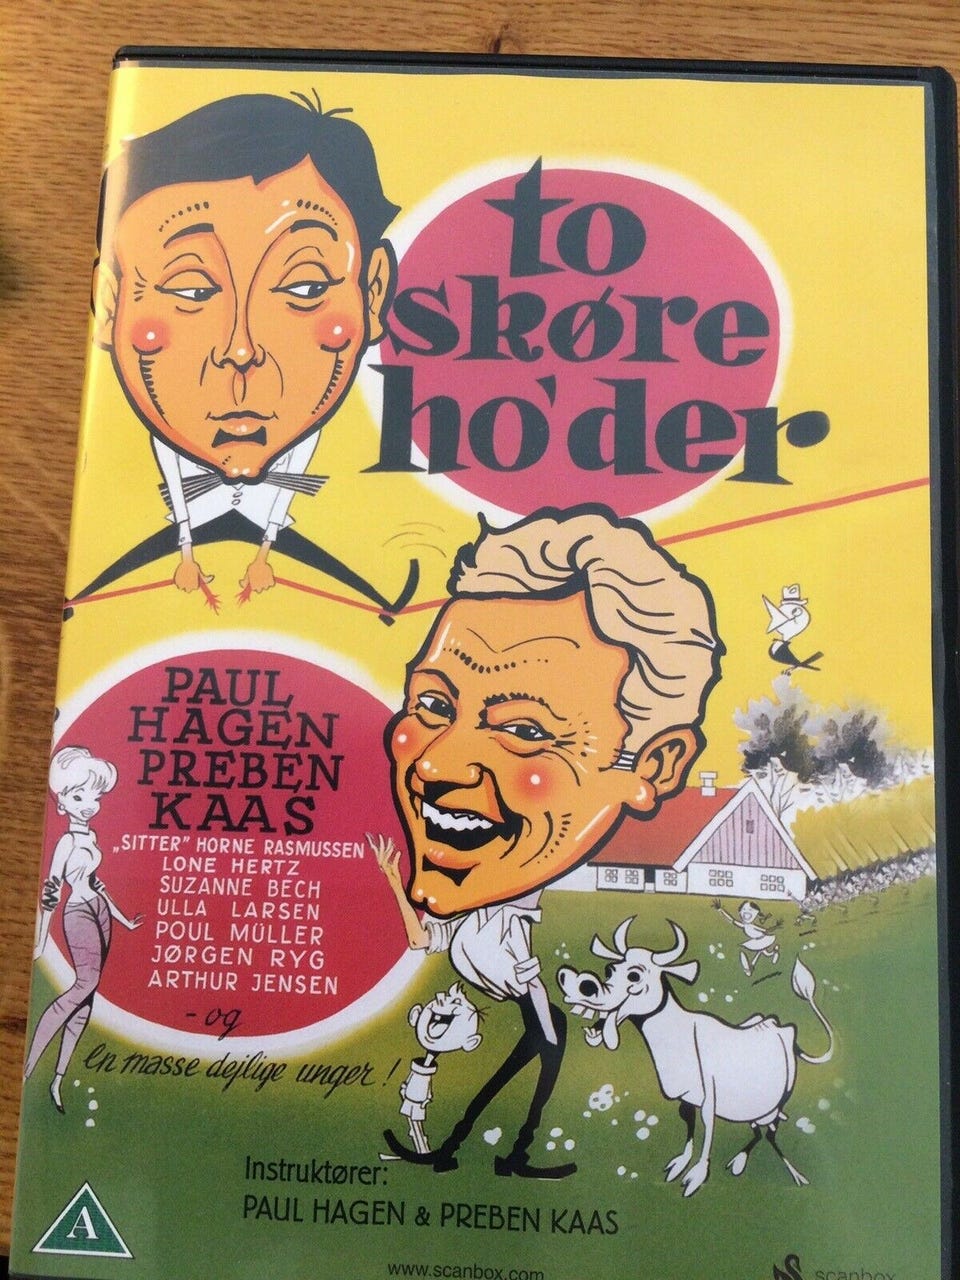 to
skøre
ho'der
PAUL
HAGEN
PREBEN
KAAS
„SITTER" HORNE RASMUSSEN
LONE HERTZ
SUZANNE BECH
ULLA LARSEN
POUL MÜLLER
JØRGEN RYG
ARTHUR JENSEN
- og
en masse dejlige unger!
Instruktører:
PAUL HAGEN & PREBEN KAAS
A
www.scanbox.com
scanbox